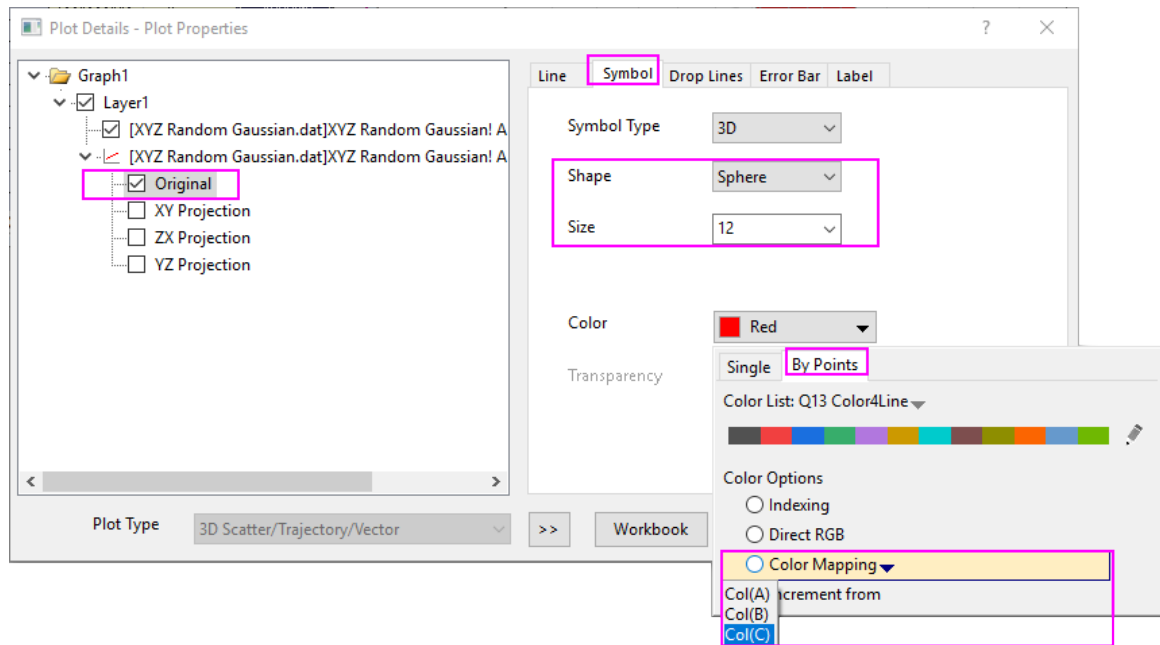 Plot Details - Plot Properties
?
Graph1
Layer1
[XYZ Random Gaussian.dat]XYZ Random Gaussian! A
[XYZ Random Gaussian.dat]XYZ Random Gaussian! A
Original
XY Projection
ZX Projection
YZ Projection
Plot Type
3D Scatter/Trajectory/Vector
>>
Workbook
Line Symbol Drop Lines Error Bar Label
Symbol Type 3D
Shape Sphere
Size 12
Color Red
Transparency
Single By Points
Color List: Q13 Color4Line
Color Options
Indexing
Direct RGB
Color Mapping
Col(A) ncrement from
Col(B)
Col(C)